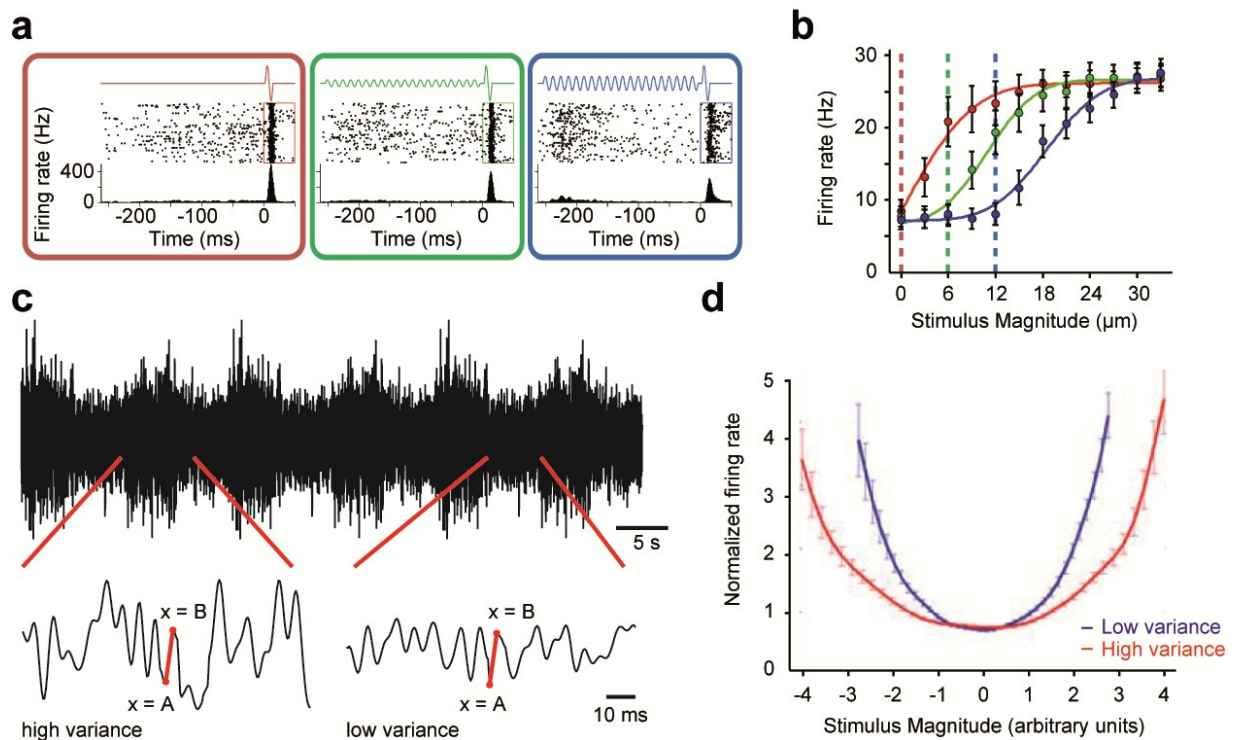 a
Firing rate (Hz)
400
0
-200
-100
0
Time (ms)
-200
-100
0
Time (ms)
-200
-100
0
Time (ms)
b
Firing rate (Hz)
30
20
10
0
0
6
12
18
24
30
Stimulus Magnitude (µm)
c
5 s
x = B
x = A
high variance
x = B
x = A
low variance
10 ms
d
Normalized firing rate
5
4
3
2
1
0
-4
-3
-2
-1
0
1
2
3
4
Stimulus Magnitude (arbitrary units)
Low variance
High variance